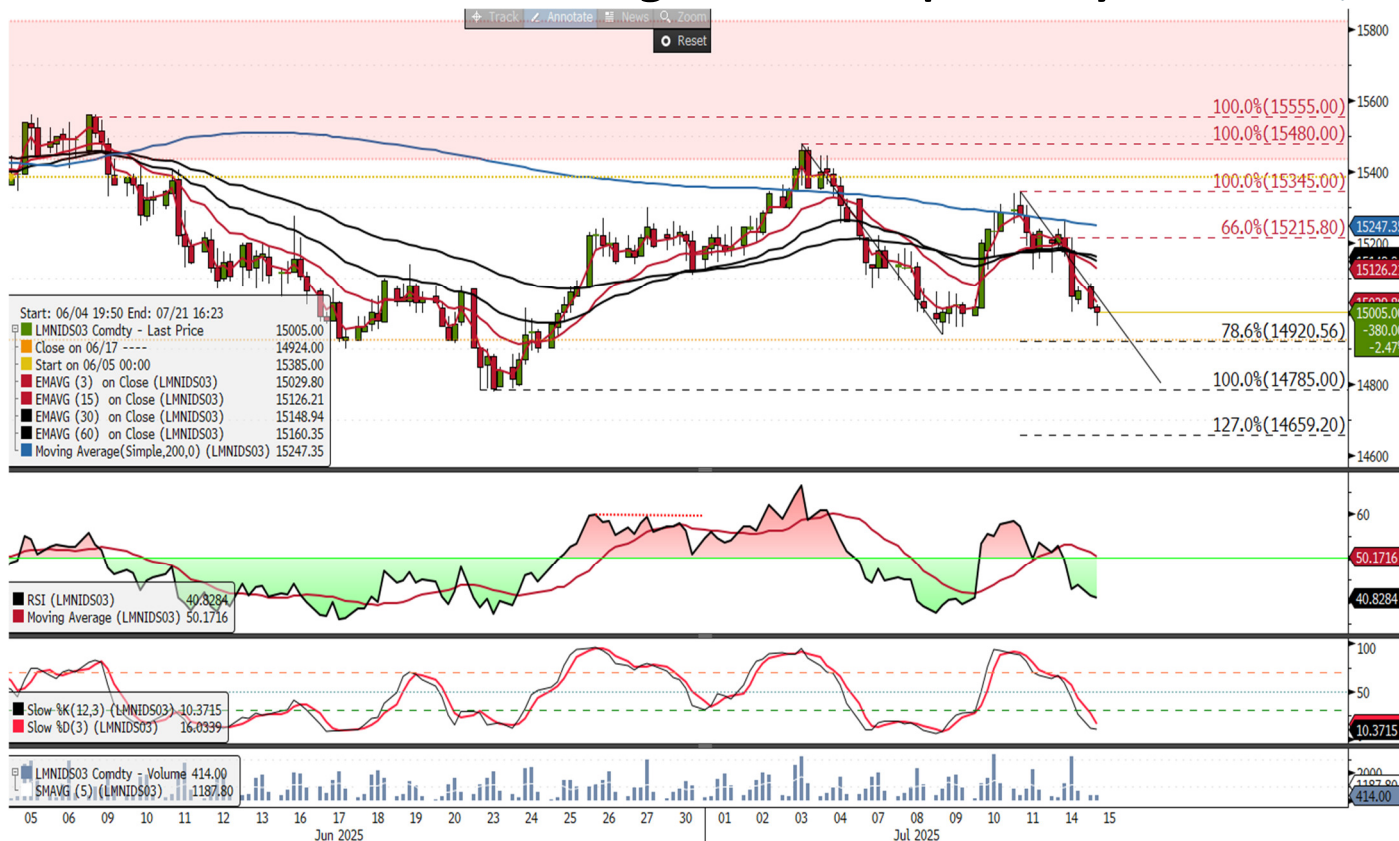 Track Annotate News Zoom
Reset
15800
15600
15400
15200
14800
14600
100.0%(15555.00)
100.0%(15480.00)
100.0%(15345.00)
66.0%(15215.80)
78.6%(14920.56)
100.0%(14785.00)
127.0%(14659.20)
15247.3
15126.2
15005.00
-380.00
-2.47%
Start: 06/04 19:50 End: 07/21 16:23
LMNIDS03 Comdty - Last Price 15005.00
Close on 06/17 ---- 14924.00
Start on 06/05 00:00 15385.00
EMAVG (3) on Close (LMNIDS03) 15029.80
EMAVG (15) on Close (LMNIDS03) 15126.21
EMAVG (30) on Close (LMNIDS03) 15148.94
EMAVG (60) on Close (LMNIDS03) 15160.35
Moving Average(Simple,200,0) (LMNIDS03) 15247.35
60
50.1716
40.8284
RSI (LMNIDS03) 40.8284
Moving Average (LMNIDS03) 50.1716
100
50
10.3715
Slow %K(12,3) (LMNIDS03) 10.3715
Slow %D(3) (LMNIDS03) 16.0339
LMNIDS03 Comdty - Volume 414.00
SMAVG (5) (LMNIDS03) 1187.80
2000
1187.80
414.00
05 06 09 10 11 12 13 16 17 18 19 20 23 24 25 26 27 30 01 02 03 04 07 08 09 10 11 14 15
Jun 2025 Jul 2025